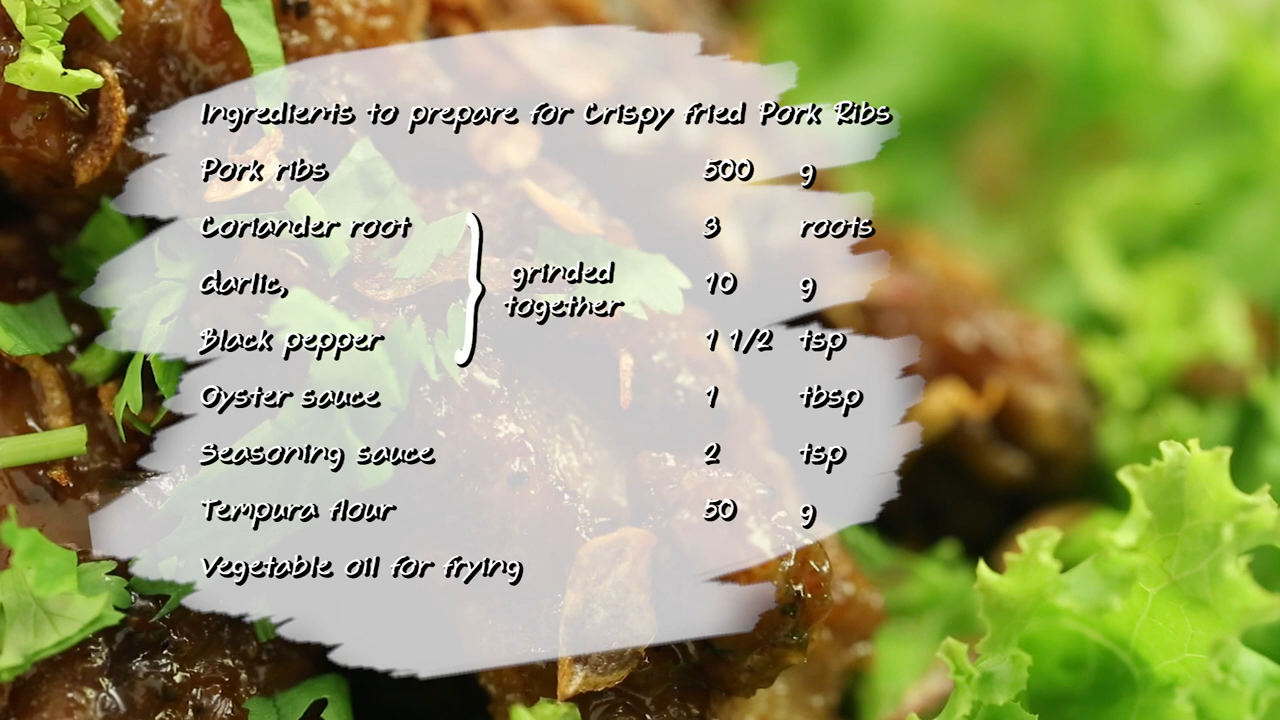 Ingredients to prepare for Crispy fried Pork Ribs
Pork ribs 500 g
Coriander root 3 roots
Garlic, 10 g
grinded together
Black pepper 1 1/2 tsp
Oyster sauce 1 tbsp
Seasoning sauce 2 tsp
Tempura flour 50 g
Vegetable oil for frying